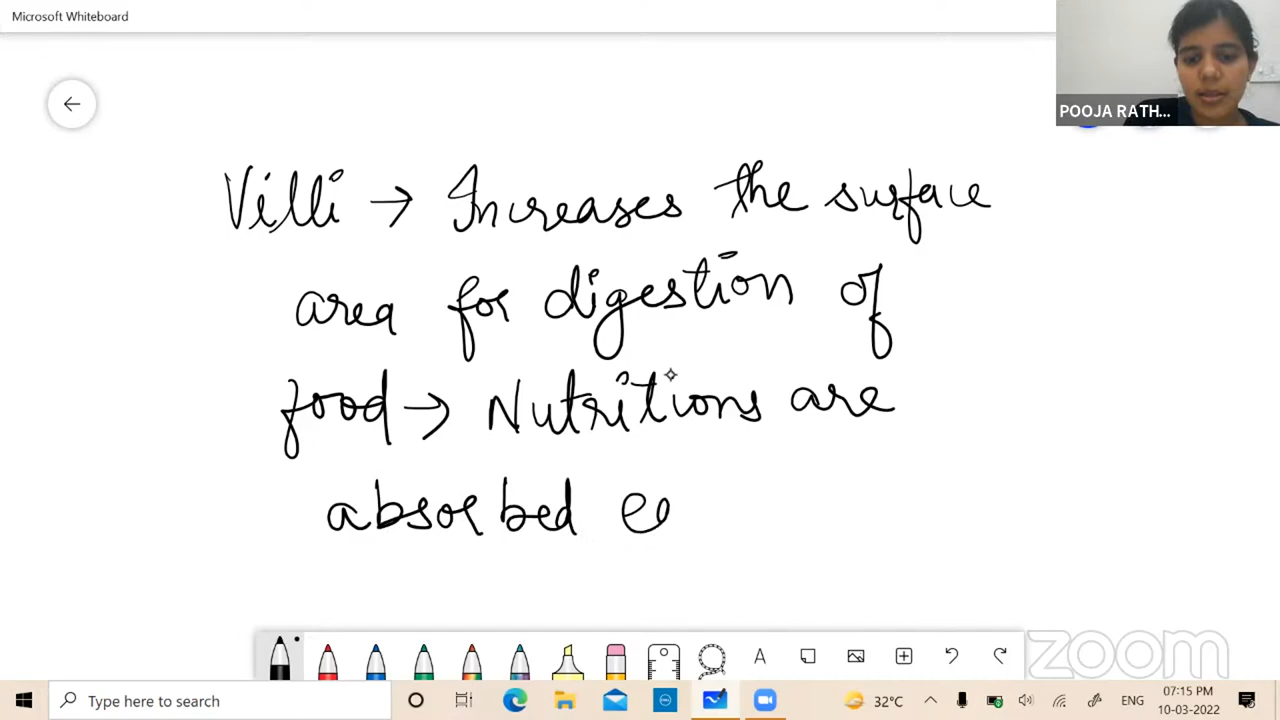 Microsoft Whiteboard
POOJA RATH...
Villi → Increases the surface
area for digestion of
food → Nutritions are
absorbed
zoom
Type here to search
32°C
ENG
07:15 PM
10-03-2022